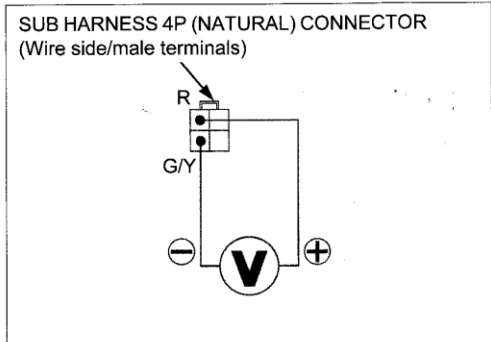 SUB HARNESS 4P (NATURAL) CONNECTOR
(Wire side/male terminals)
R
G/Y
− V +